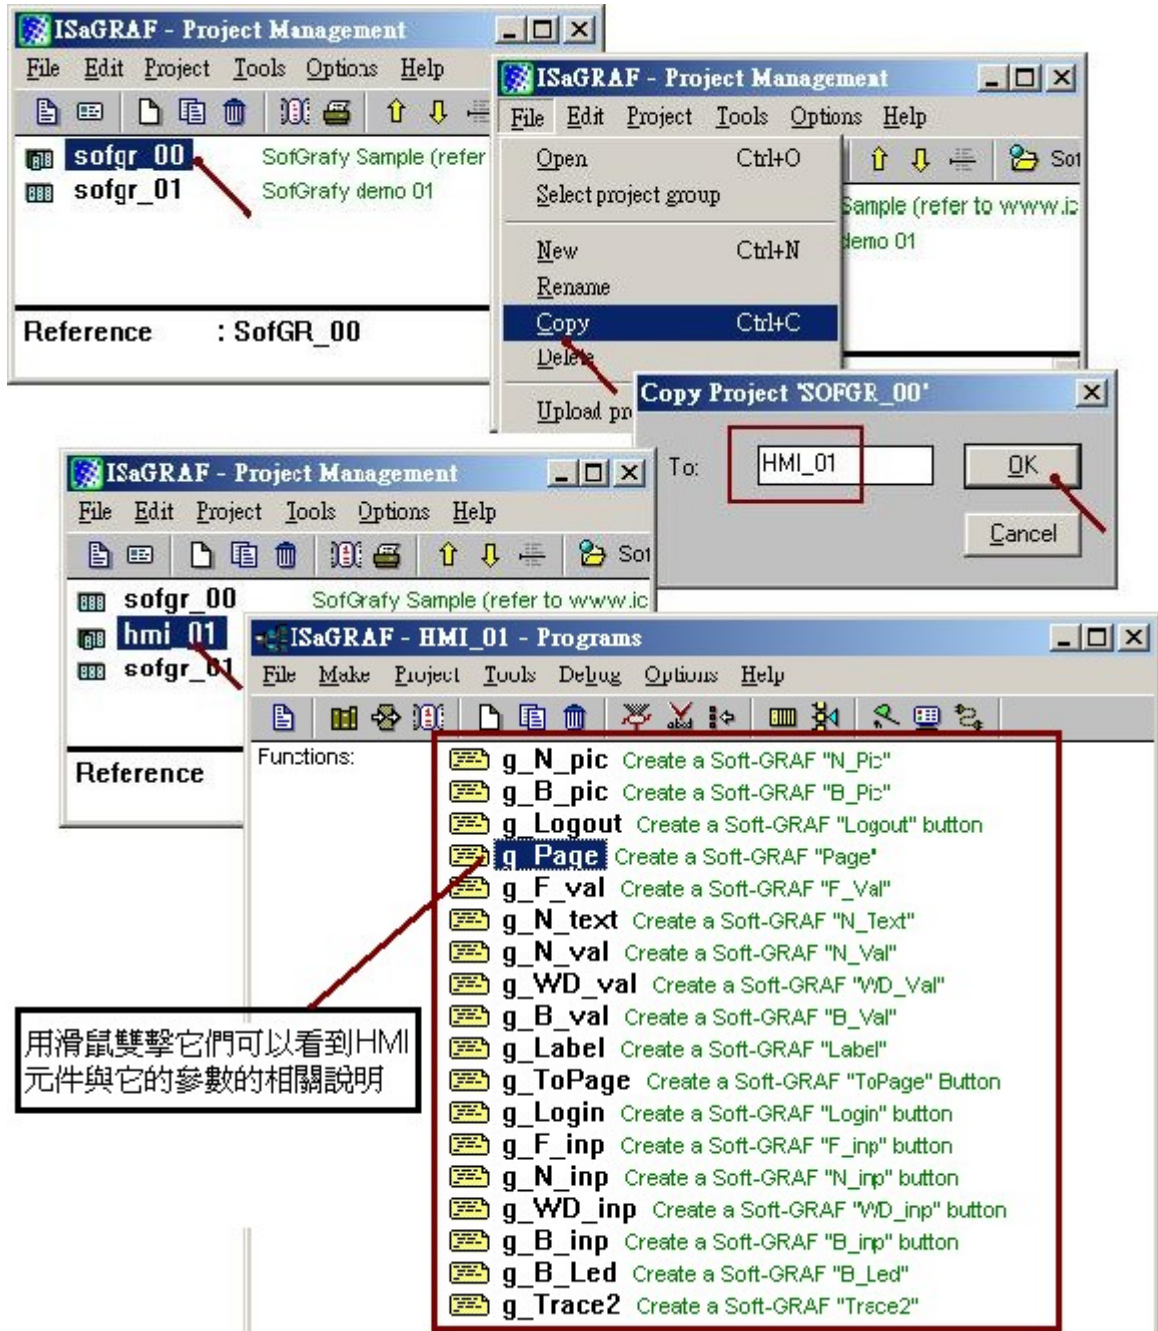 ISaGRAF - Project Management
File Edit Project Tools Options Help
sofgr_00 SofGrafy Sample (refer
sofgr_01 SofGrafy demo 01
Reference : SofGR_00
ISaGRAF - Project Management
File Edit Project Tools Options Help
Open Ctrl+O
Select project group
New Ctrl+N
Rename
Copy Ctrl+C
Delete
Upload pr
Sof
Sample (refer to www.ic
demo 01
Copy Project 'SOFGR_00'
To: HMI_01
OK
Cancel
ISaGRAF - Project Management
File Edit Project Tools Options Help
Sof
sofgr_00 SofGrafy Sample (refer to www.ic
hmi_01
sofgr_01
Reference
ISaGRAF - HMI_01 - Programs
File Make Project Tools Debug Options Help
Functions:
g_N_pic Create a Soft-GRAF "N_Pic"
g_B_pic Create a Soft-GRAF "B_Pic"
g_Logout Create a Soft-GRAF "Logout" button
g_Page Create a Soft-GRAF "Page"
g_F_val Create a Soft-GRAF "F_Val"
g_N_text Create a Soft-GRAF "N_Text"
g_N_val Create a Soft-GRAF "N_Val"
g_WD_val Create a Soft-GRAF "WD_Val"
g_B_val Create a Soft-GRAF "B_Val"
g_Label Create a Soft-GRAF "Label"
g_ToPage Create a Soft-GRAF "ToPage" Button
g_Login Create a Soft-GRAF "Login" button
g_F_inp Create a Soft-GRAF "F_inp" button
g_N_inp Create a Soft-GRAF "N_inp" button
g_WD_inp Create a Soft-GRAF "WD_inp" button
g_B_inp Create a Soft-GRAF "B_inp" button
g_B_Led Create a Soft-GRAF "B_Led"
g_Trace2 Create a Soft-GRAF "Trace2"
用滑鼠雙擊它們可以看到HMI
元件與它的參數的相關說明